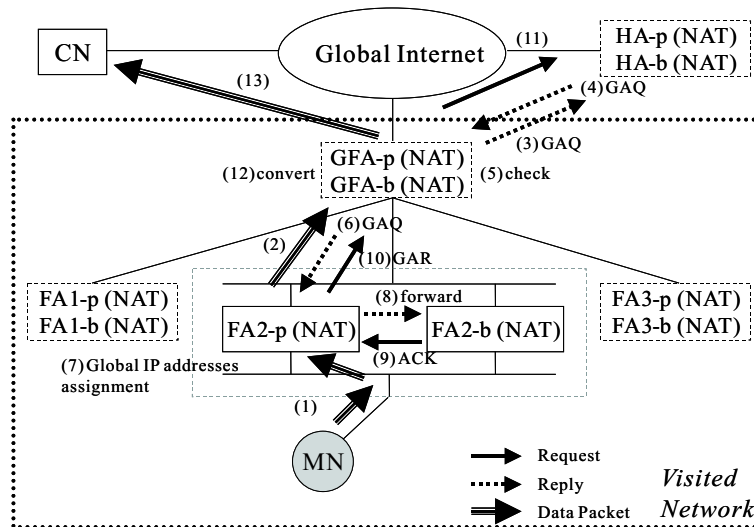 CN
Global Internet
(11)
HA-p (NAT)
HA-b (NAT)
(13)
(4)GAQ
(3)GAQ
GFA-p (NAT)
GFA-b (NAT)
(12)convert
(5)check
(2)
(6)GAQ
(10)GAR
FA1-p (NAT)
FA1-b (NAT)
(8)forward
FA2-p (NAT)
FA2-b (NAT)
FA3-p (NAT)
FA3-b (NAT)
(7)Global IP addresses
assignment
(9)ACK
(1)
MN
Request
Reply
Data Packet
Visited
Network